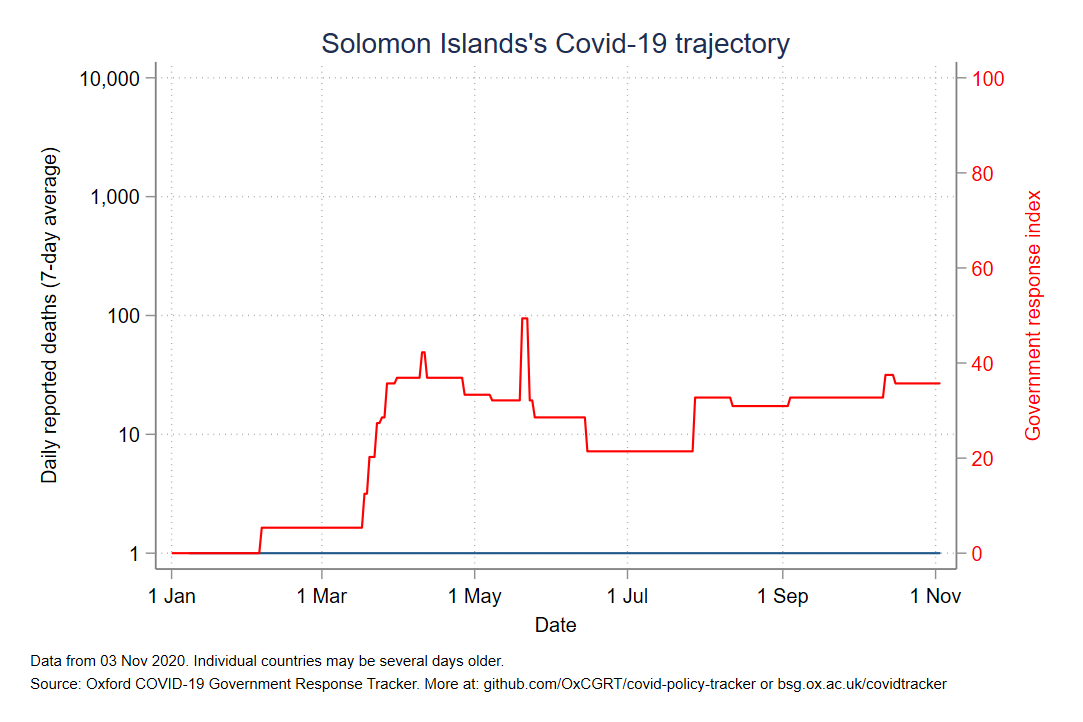 Solomon Islands's Covid-19 trajectory
Daily reported deaths (7-day average)
10,000
1,000
100
10
1
100
80
60
40
20
0
Government response index
1 Jan 1 Mar 1 May 1 Jul 1 Sep 1 Nov
Date
Data from 03 Nov 2020. Individual countries may be several days older.
Source: Oxford COVID-19 Government Response Tracker. More at: github.com/OxCGRT/covid-policy-tracker or bsg.ox.ac.uk/covidtracker